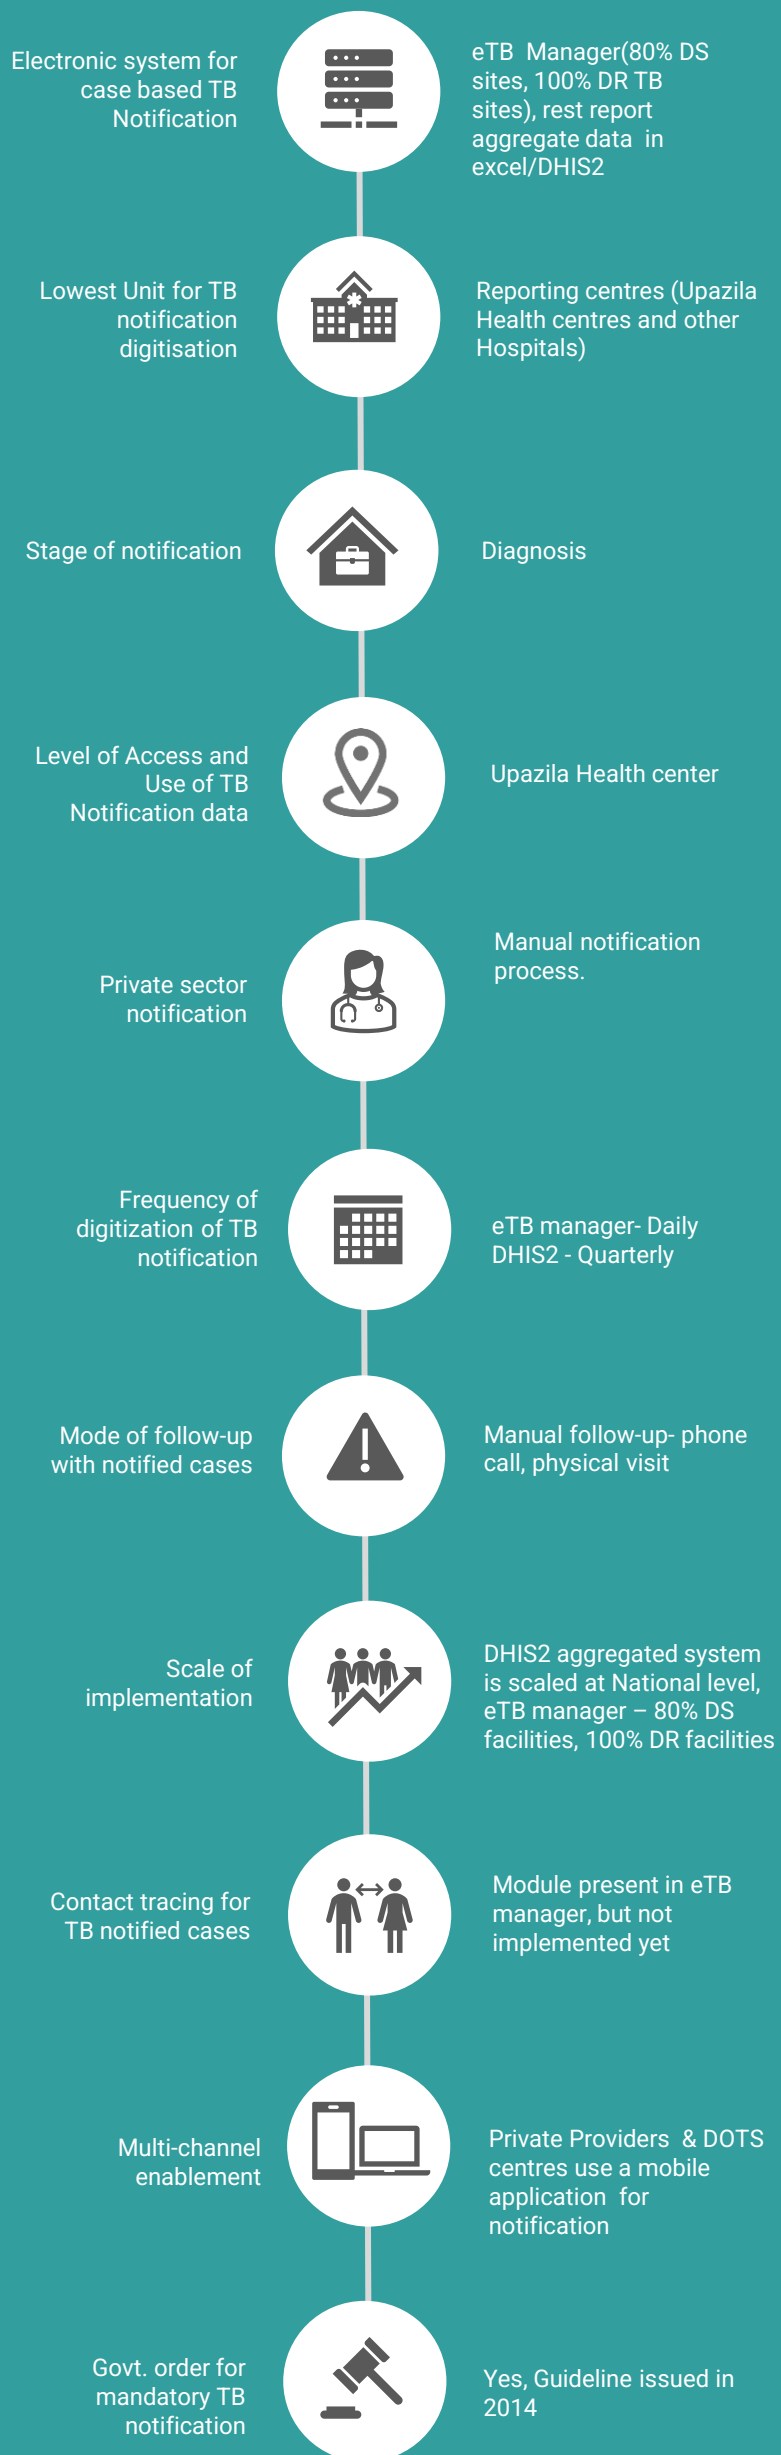 Electronic system for
case based TB
Notification
eTB Manager(80% DS
sites, 100% DR TB
sites), rest report
aggregate data in
excel/DHIS2
Lowest Unit for TB
notification
digitisation
Reporting centres (Upazila
Health centres and other
Hospitals)
Stage of notification
Diagnosis
Level of Access and
Use of TB
Notification data
Upazila Health center
Private sector
notification
Manual notification
process.
Frequency of
digitization of TB
notification
eTB manager- Daily
DHIS2 - Quarterly
Mode of follow-up
with notified cases
Manual follow-up- phone
call, physical visit
Scale of
implementation
DHIS2 aggregated system
is scaled at National level,
eTB manager – 80% DS
facilities, 100% DR facilities
Contact tracing for
TB notified cases
Module present in eTB
manager, but not
implemented yet
Multi-channel
enablement
Private Providers & DOTS
centres use a mobile
application for
notification
Govt. order for
mandatory TB
notification
Yes, Guideline issued in
2014